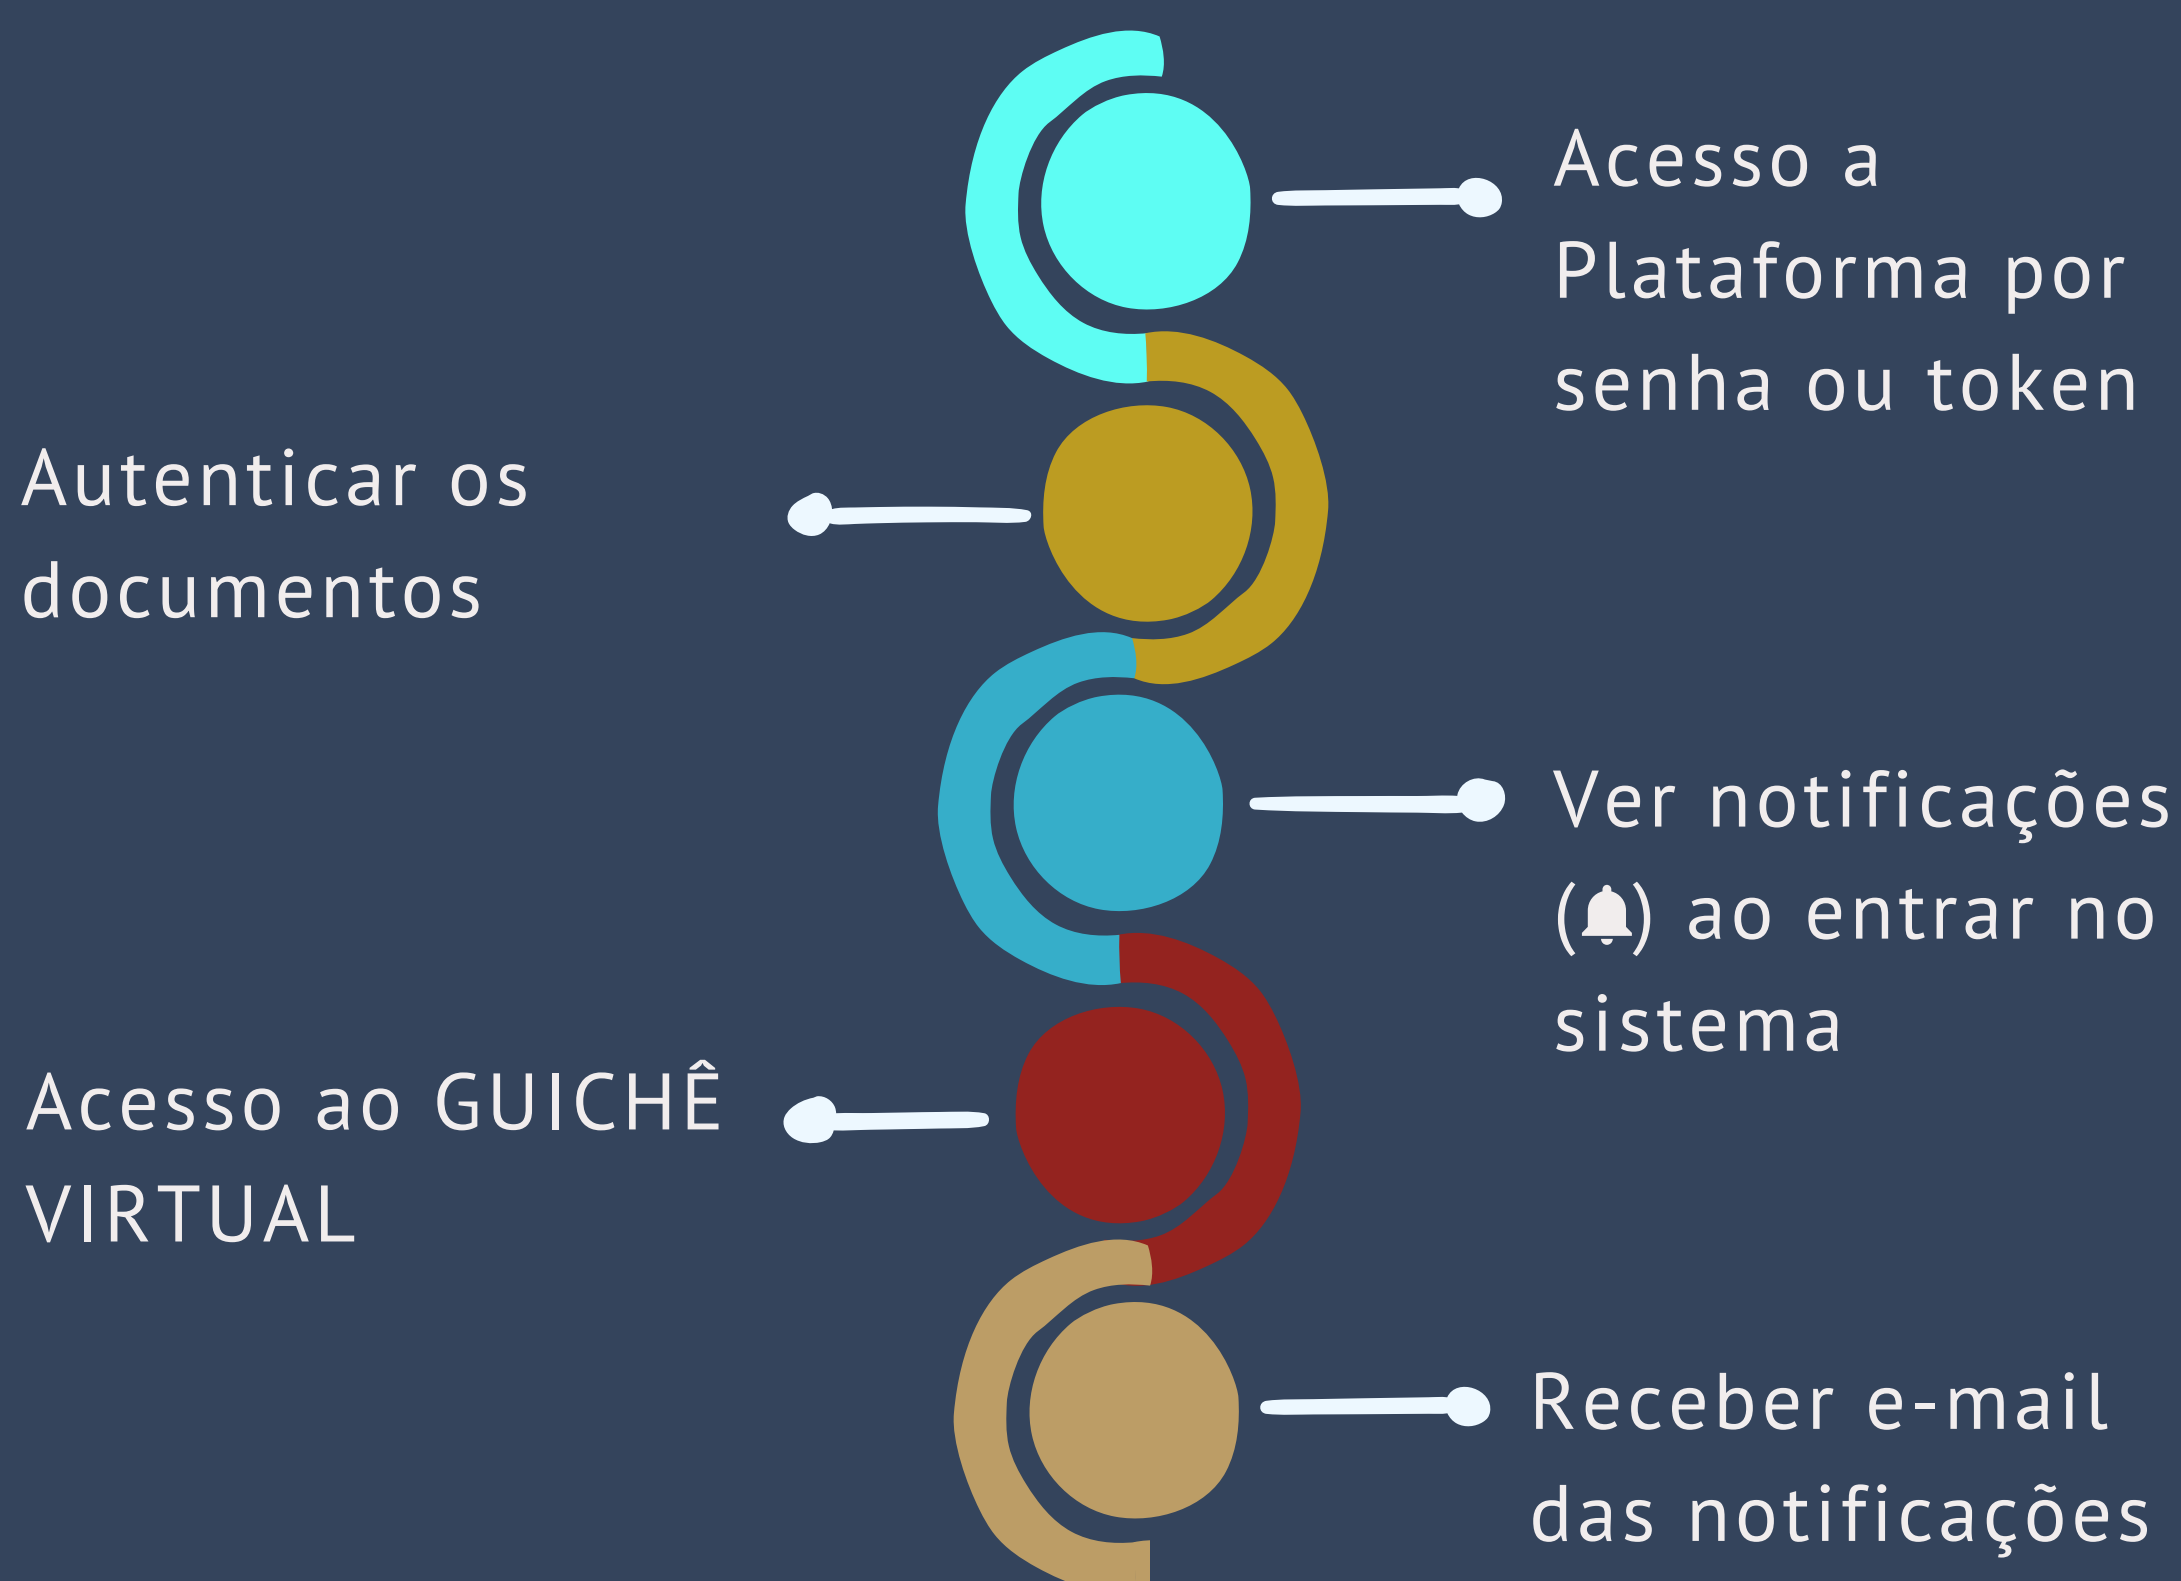 Acesso a
Plataforma por
senha ou token
Autenticar os
documentos
Ver notificações
(🔔) ao entrar no
sistema
Acesso ao GUICHÊ
VIRTUAL
Receber e-mail
das notificações